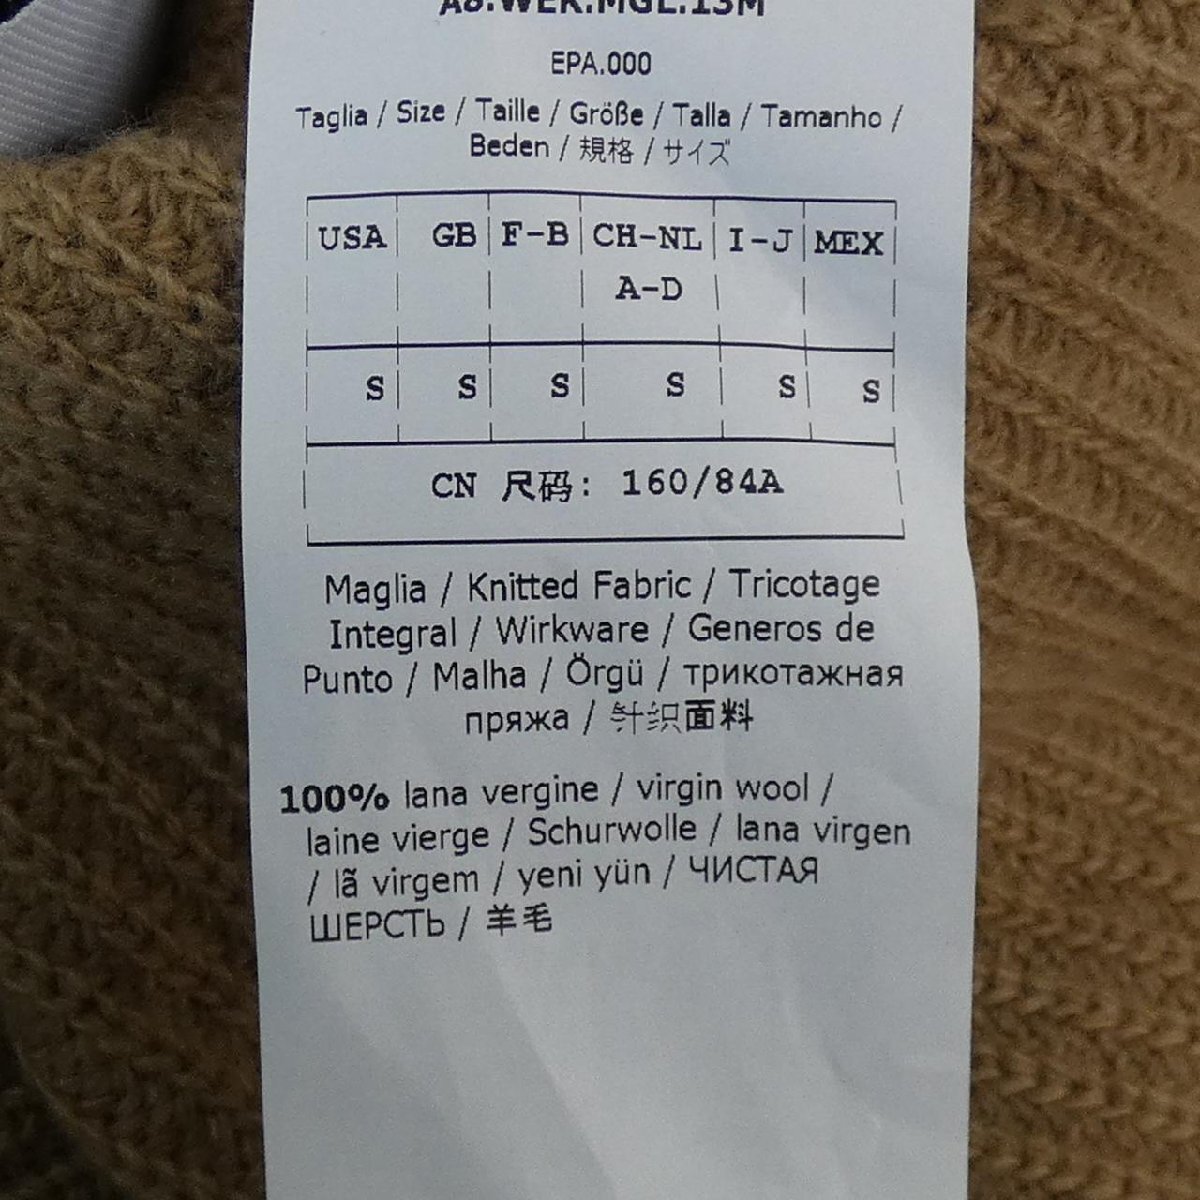 EPA.000
Taglia / Size / Taille / Größe / Talla / Tamanho /
Beden / 規格 / サイズ
USA GB F-B CH-NL I-J MEX
A-D
S S S S S S
CN 尺码: 160/84A
Maglia / Knitted Fabric / Tricotage
Integral / Wirkware / Generos de
Punto / Malha / Örgü / трикотажная
пряжа / 针织面料
100% lana vergine / virgin wool /
laine vierge / Schurwolle / lana virgen
/ lã virgem / yeni yün / ЧИСТАЯ
ШЕРСТЬ / 羊毛